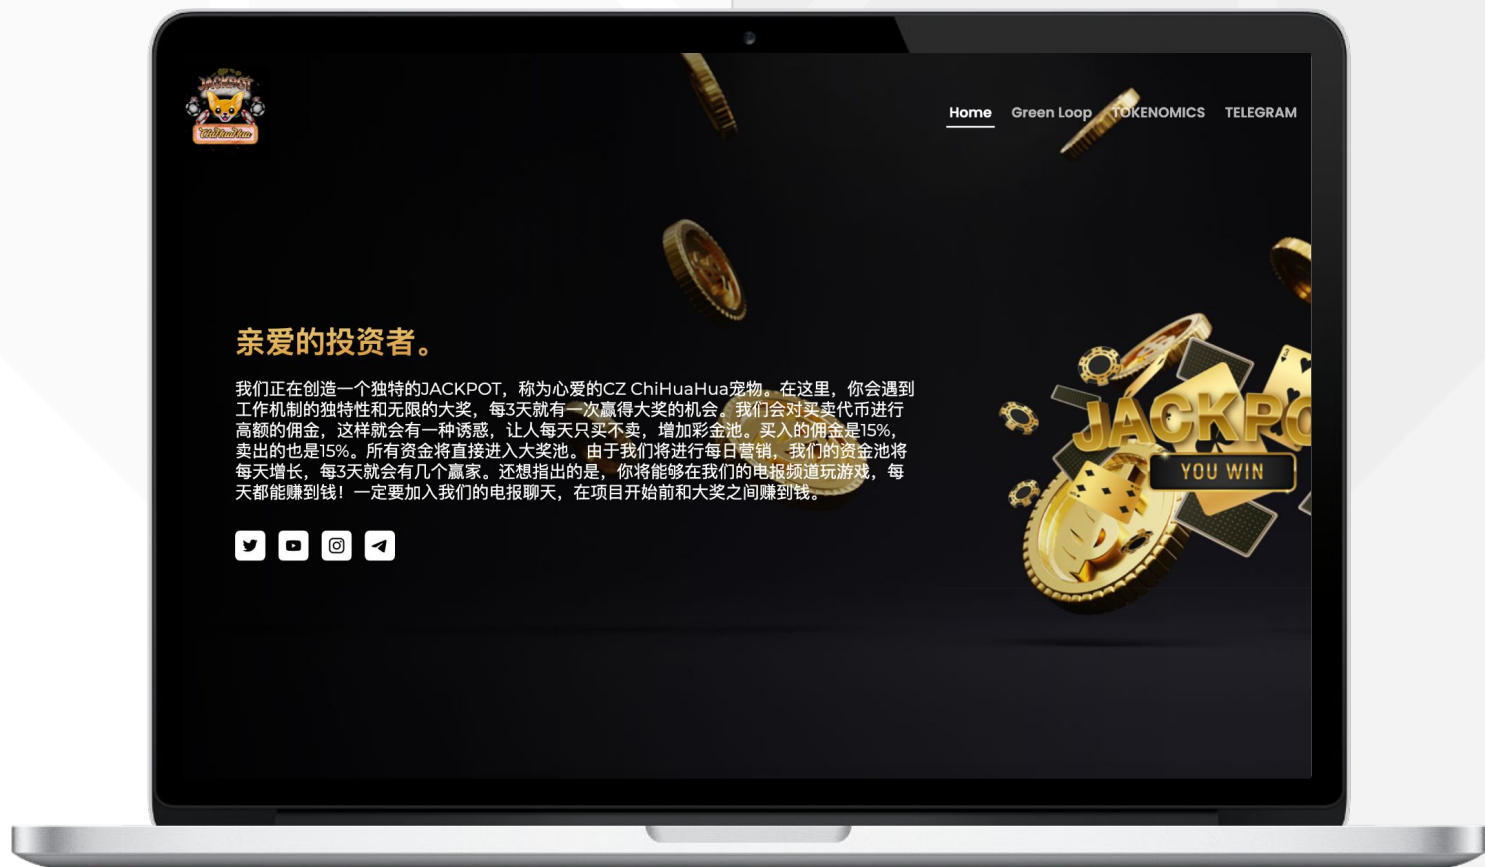 JACKPOT
ChiHuaHua
Home Green Loop TOKENOMICS TELEGRAM
亲爱的投资者。
我们正在创造一个独特的JACKPOT，称为心爱的CZ ChiHuaHua宠物。在这里，你会遇到
工作机制的独特性和无限的大奖，每3天就有一次赢得大奖的机会。我们会对买卖代币进行
高额的佣金，这样就会有一种诱惑，让人每天只买不卖，增加彩金池。买入的佣金是15%，
卖出的也是15%。所有资金将直接进入大奖池。由于我们将进行每日营销，我们的资金池将
每天增长，每3天就会有几个赢家。还想指出的是，你将能够在我们的电报频道玩游戏，每
天都能赚到钱！一定要加入我们的电报聊天，在项目开始前和大奖之间赚到钱。
JACKPO
YOU WIN